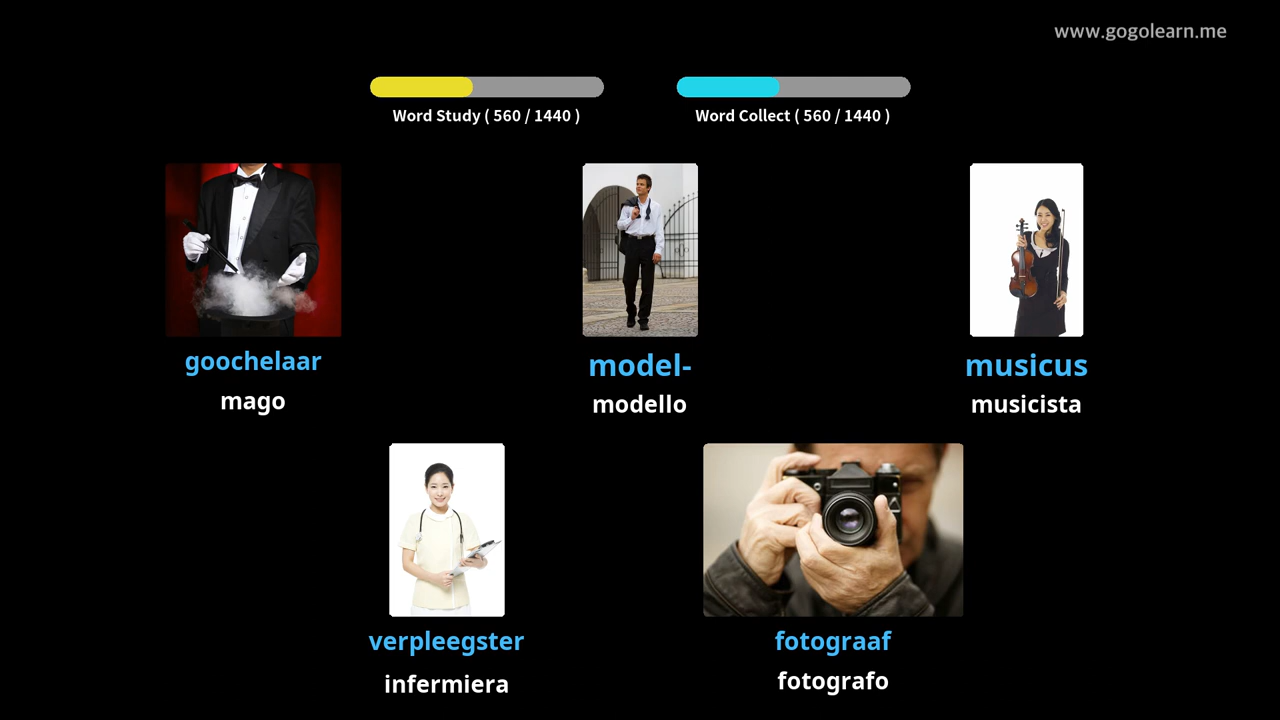 www.gogolearn.me
Word Study ( 560 / 1440 )
Word Collect ( 560 / 1440 )
goochelaar
mago
model-
modello
musicus
musicista
verpleegster
infermiera
fotograaf
fotografo